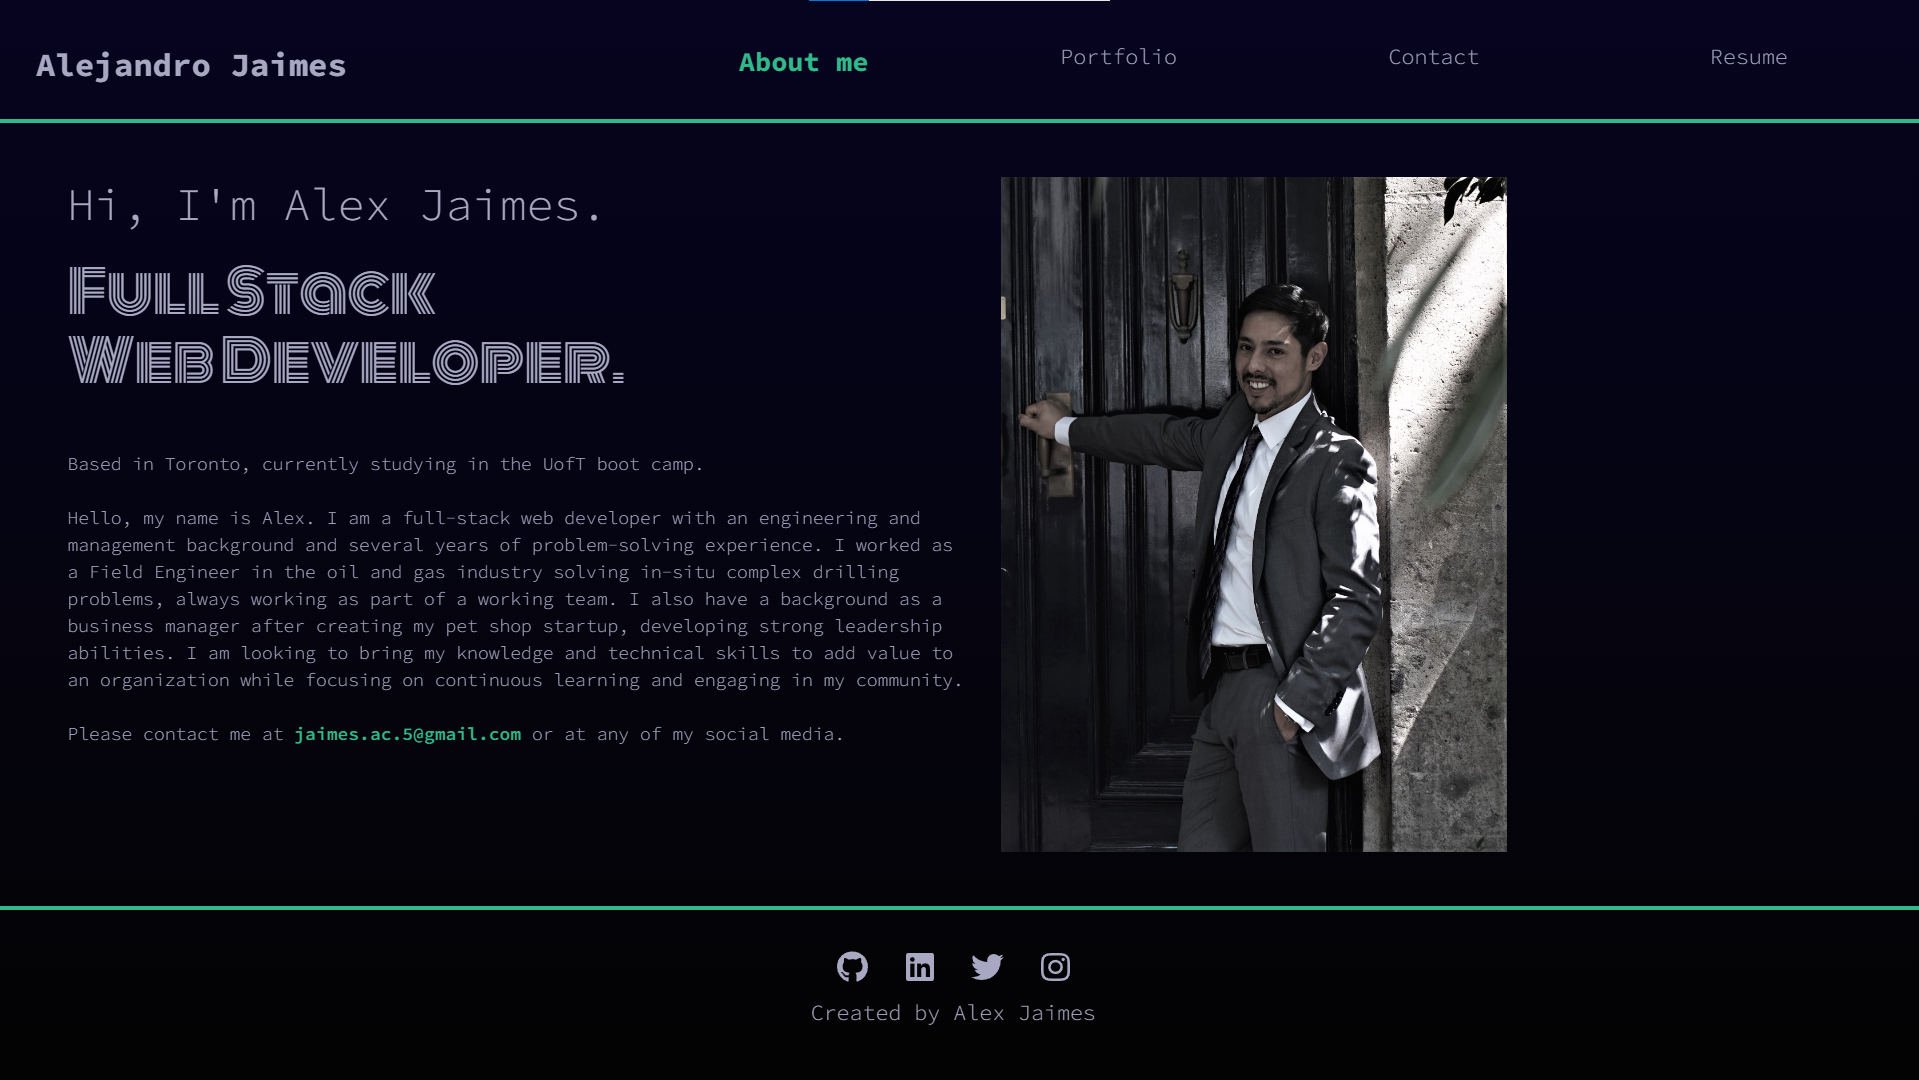 Alejandro Jaimes
About me
Portfolio
Contact
Resume
Hi, I'm Alex Jaimes.
Full Stack
Web Developer.
Based in Toronto, currently studying in the UofT boot camp.
Hello, my name is Alex. I am a full-stack web developer with an engineering and
management background and several years of problem-solving experience. I worked as
a Field Engineer in the oil and gas industry solving in-situ complex drilling
problems, always working as part of a working team. I also have a background as a
business manager after creating my pet shop startup, developing strong leadership
abilities. I am looking to bring my knowledge and technical skills to add value to
an organization while focusing on continuous learning and engaging in my community.
Please contact me at jaimes.ac.5@gmail.com or at any of my social media.
Created by Alex Jaimes